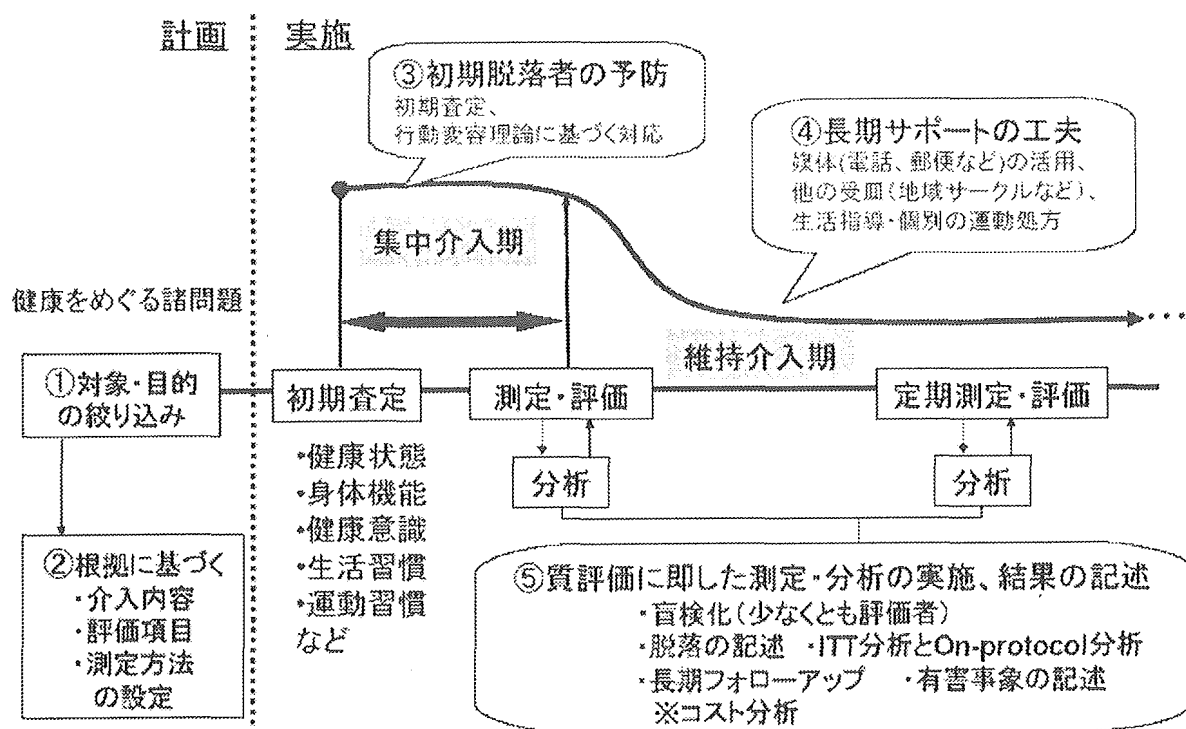 計画
実施
③初期脱落者の予防
初期査定、
行動変容理論に基づく対応
④長期サポートの工夫
媒体(電話、郵便など)の活用、
他の受皿(地域サークルなど)、
生活指導・個別の運動処方
集中介入期
健康をめぐる諸問題
維持介入期
①対象・目的
の絞り込み
初期査定
測定・評価
定期測定・評価
・健康状態
・身体機能
・健康意識
・生活習慣
・運動習慣
など
分析
分析
②根拠に基づく
・介入内容
・評価項目
・測定方法
の設定
⑤質評価に即した測定・分析の実施、結果の記述
・盲検化(少なくとも評価者)
・脱落の記述 ・ITT分析とOn-protocol分析
・長期フォローアップ ・有害事象の記述
※コスト分析